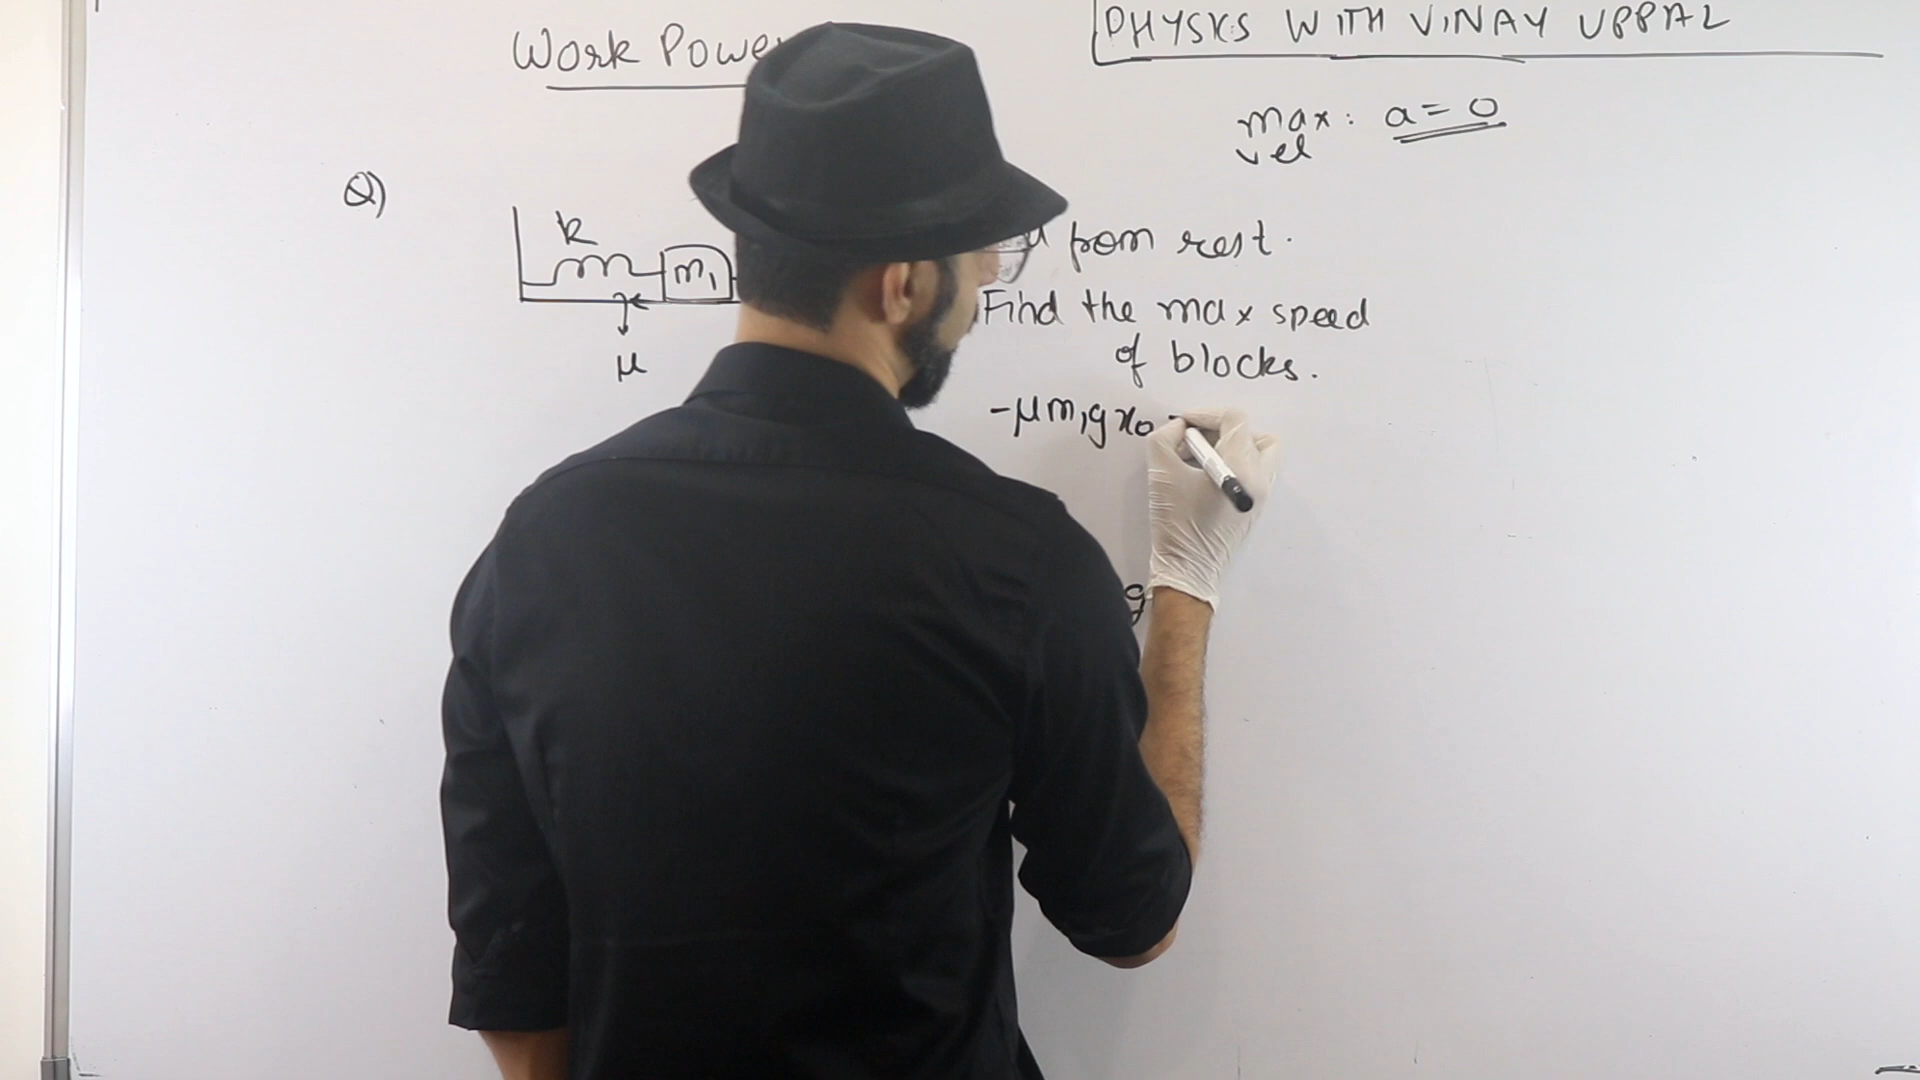 Work Power
PHYSICS WITH VINAY UPPAL
max: a = 0
vel
Q)
k
m₁
from rest.
Find the max speed
of blocks.
μ
-μm₁gx₀
g